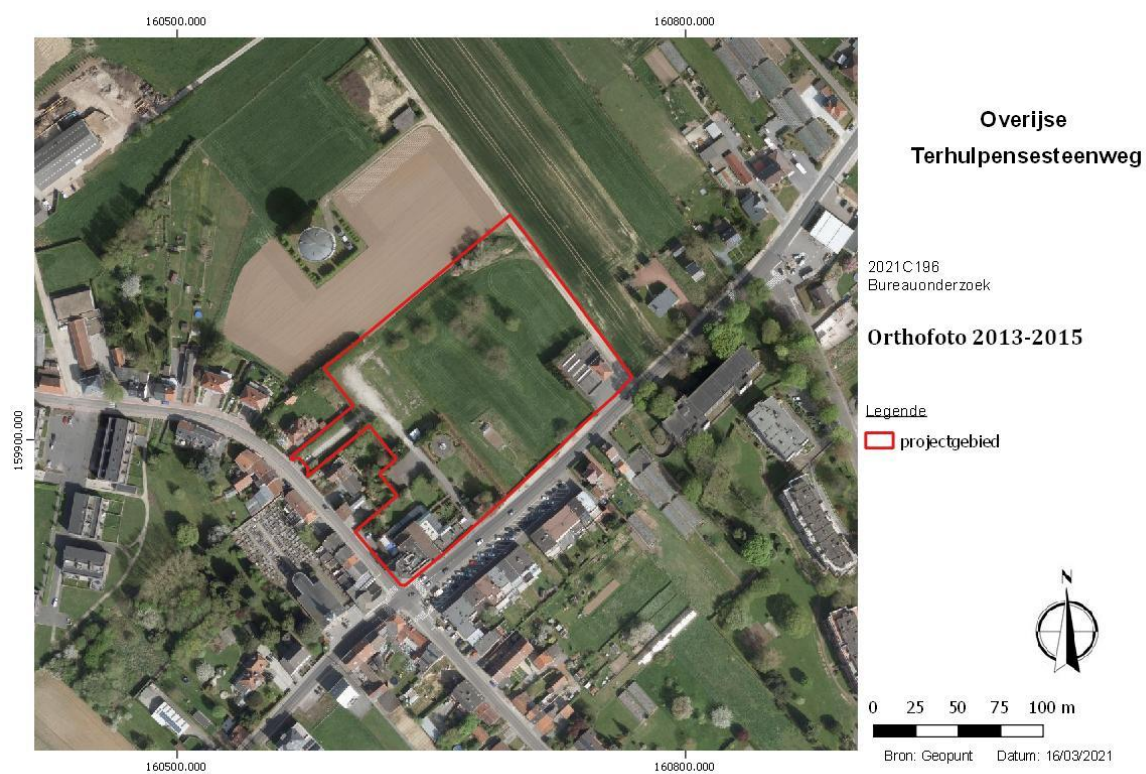 160500.000
160800.000
159900.000
160500.000
160800.000
Overijse
Terhulpensesteenweg
2021C196
Bureauonderzoek
Orthofoto 2013-2015
Legende
projectgebied
N
0 25 50 75 100 m
Bron: Geopunt Datum: 16/03/2021